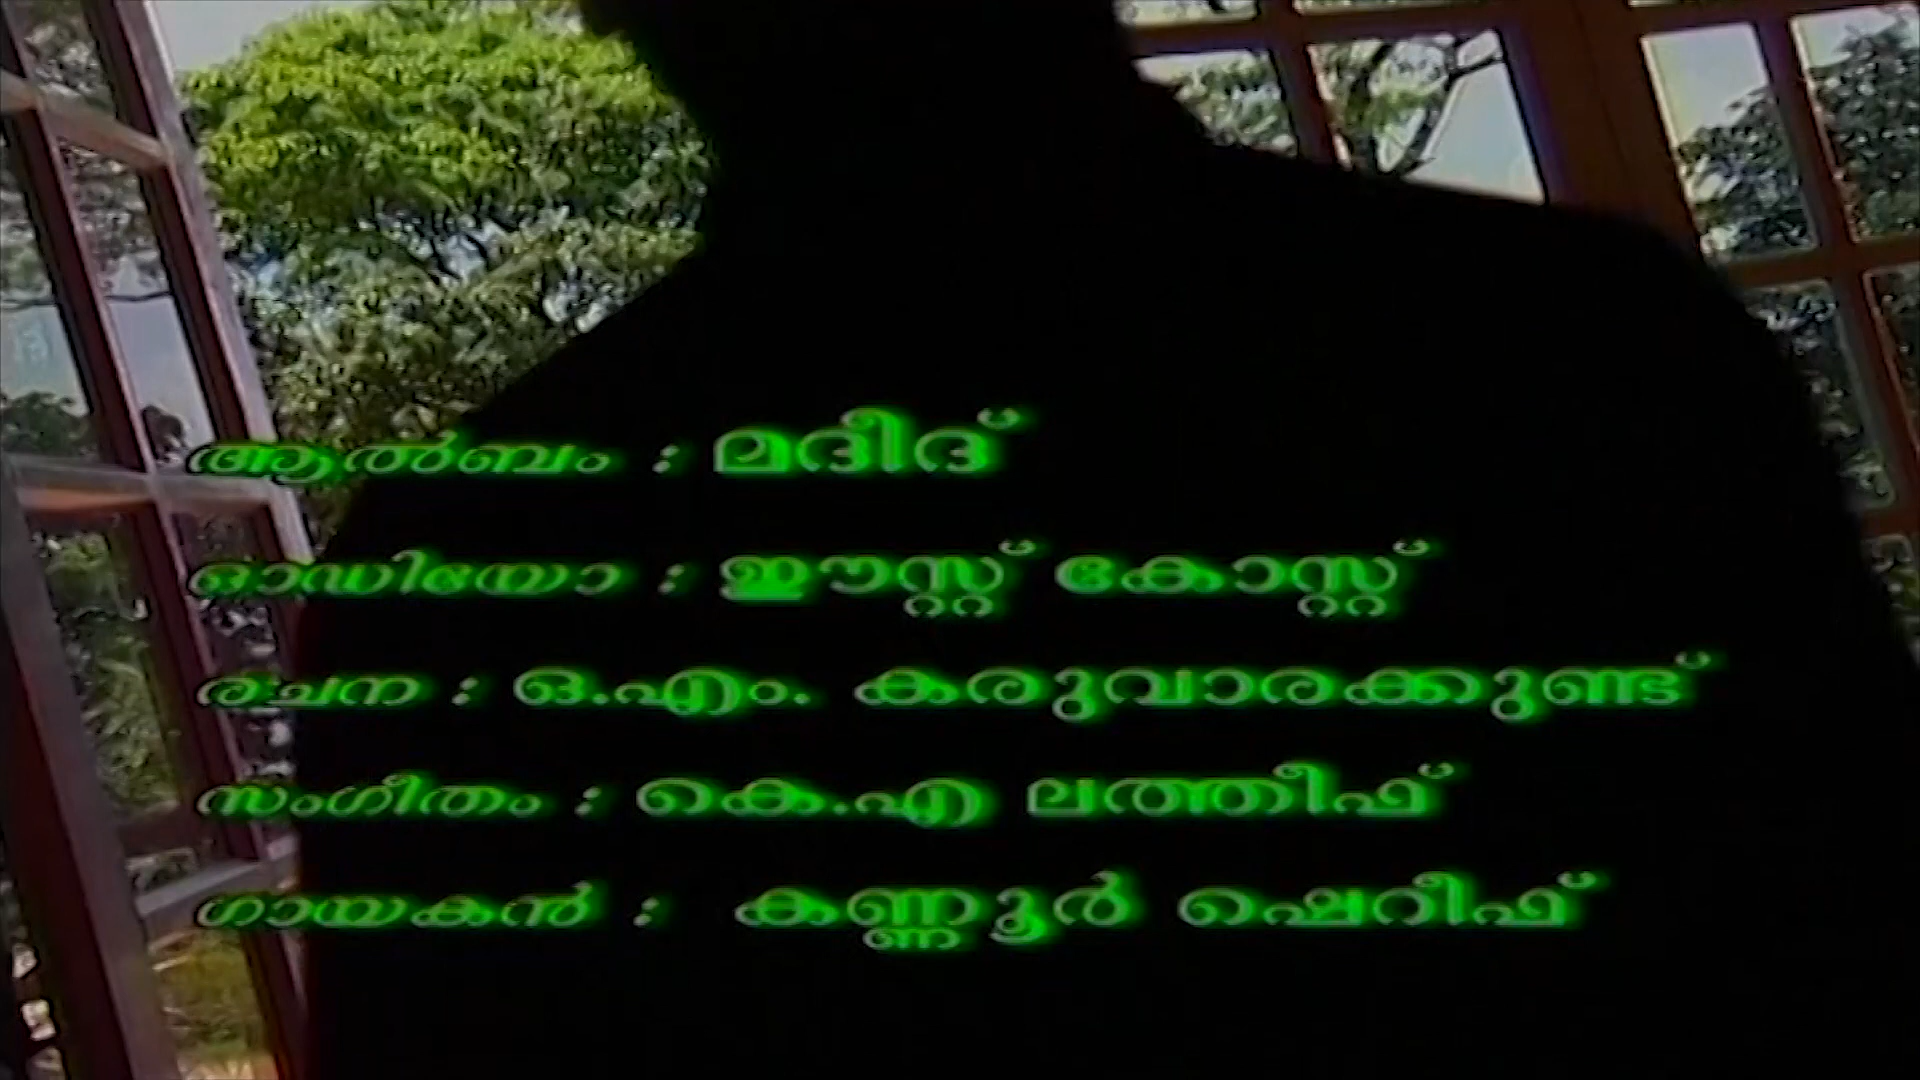 ആൽബം : മദീദ്
ഓഡിയോ : ഈസ്റ്റ് കോസ്റ്റ്
രചന : ഒ.എം. കരുവാരക്കുണ്ട്
സംഗീതം : കെ.എ ലത്തീഫ്
ഗായകൻ : കണ്ണൂർ ഷെറീഫ്